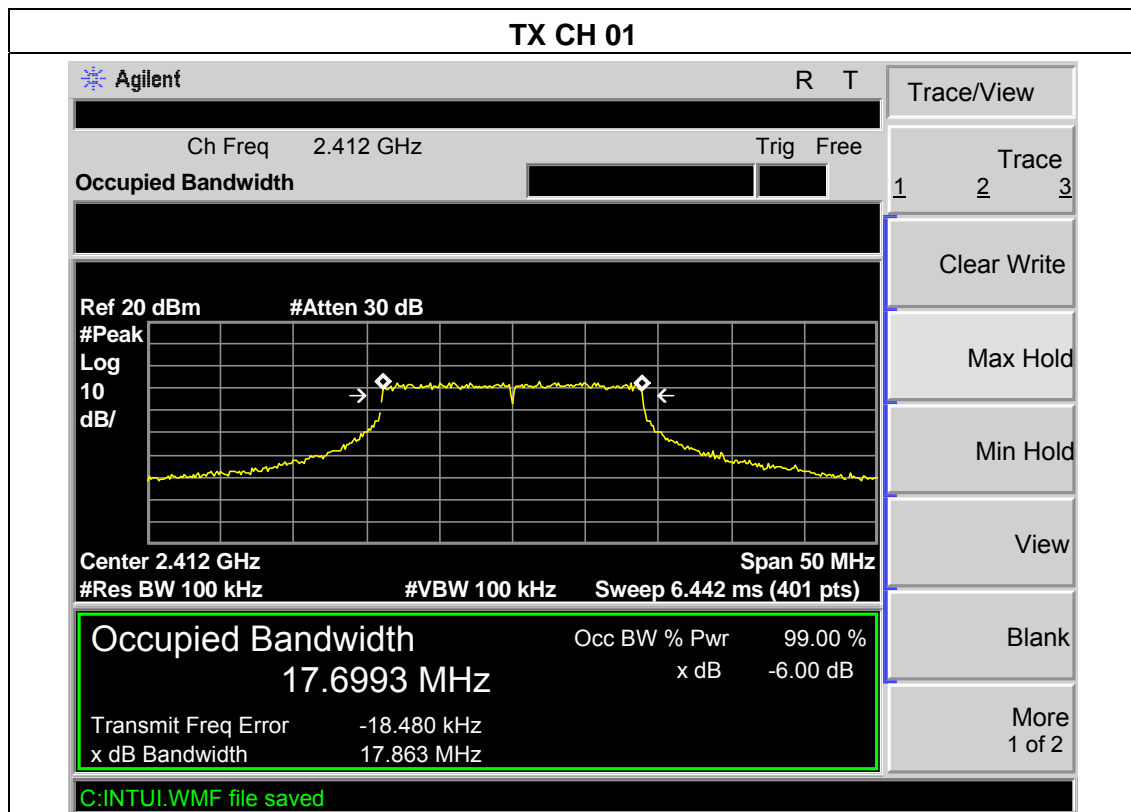 TX CH 01
Agilent R T
Trace/View
Ch Freq 2.412 GHz Trig Free
Occupied Bandwidth
Trace
1 2 3
Clear Write
Ref 20 dBm #Atten 30 dB
#Peak
Log
10
dB/
Max Hold
Min Hold
View
Center 2.412 GHz Span 50 MHz
#Res BW 100 kHz #VBW 100 kHz Sweep 6.442 ms (401 pts)
Occupied Bandwidth Occ BW % Pwr 99.00 %
17.6993 MHz x dB -6.00 dB
Blank
Transmit Freq Error -18.480 kHz
x dB Bandwidth 17.863 MHz
More
1 of 2
C:INTUI.WMF file saved